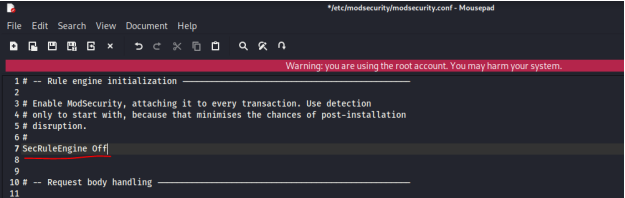 */etc/modsecurity/modsecurity.conf - Mousepad
File Edit Search View Document Help
Warning: you are using the root account. You may harm your system.
1 # -- Rule engine initialization ----------------------------------------------
2
3 # Enable ModSecurity, attaching it to every transaction. Use detection
4 # only to start with, because that minimises the chances of post-installation
5 # disruption.
6 #
7 SecRuleEngine Off
8
9
10 # -- Request body handling ---------------------------------------------------
11